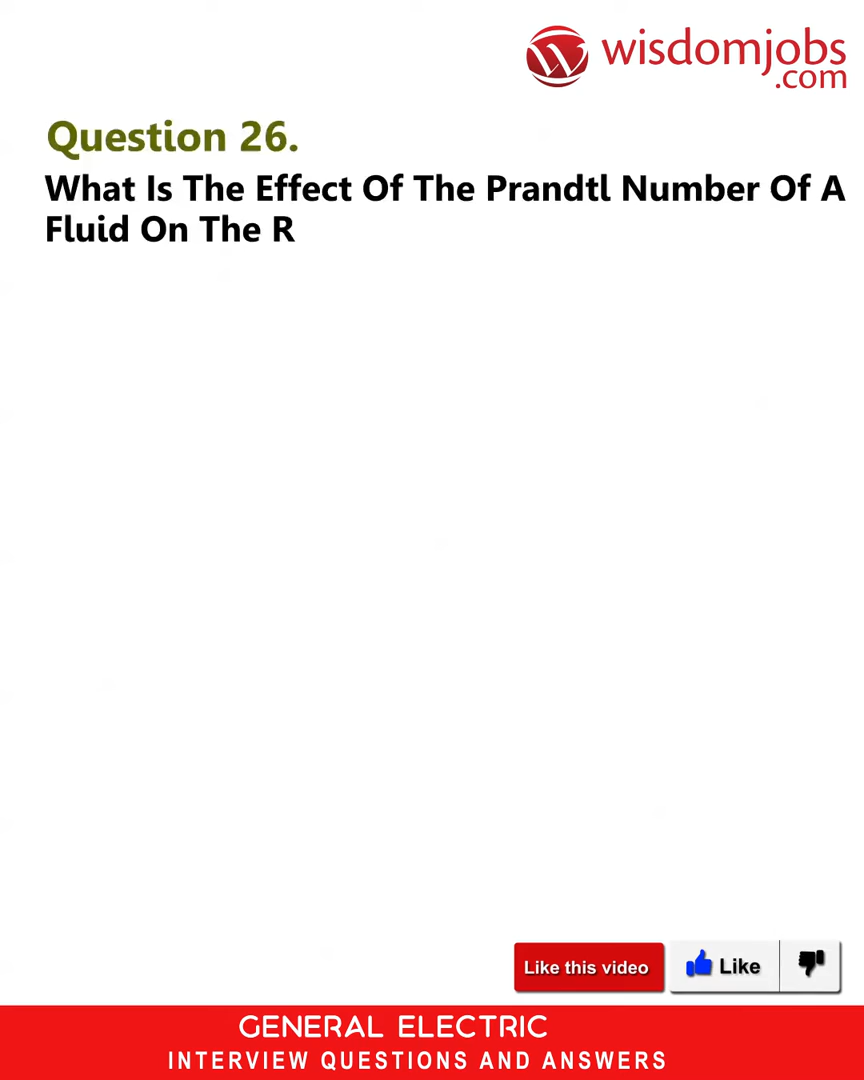 wisdomjobs
.com
Question 26.
What Is The Effect Of The Prandtl Number Of A
Fluid On The R
Like this video
Like
GENERAL ELECTRIC
INTERVIEW QUESTIONS AND ANSWERS